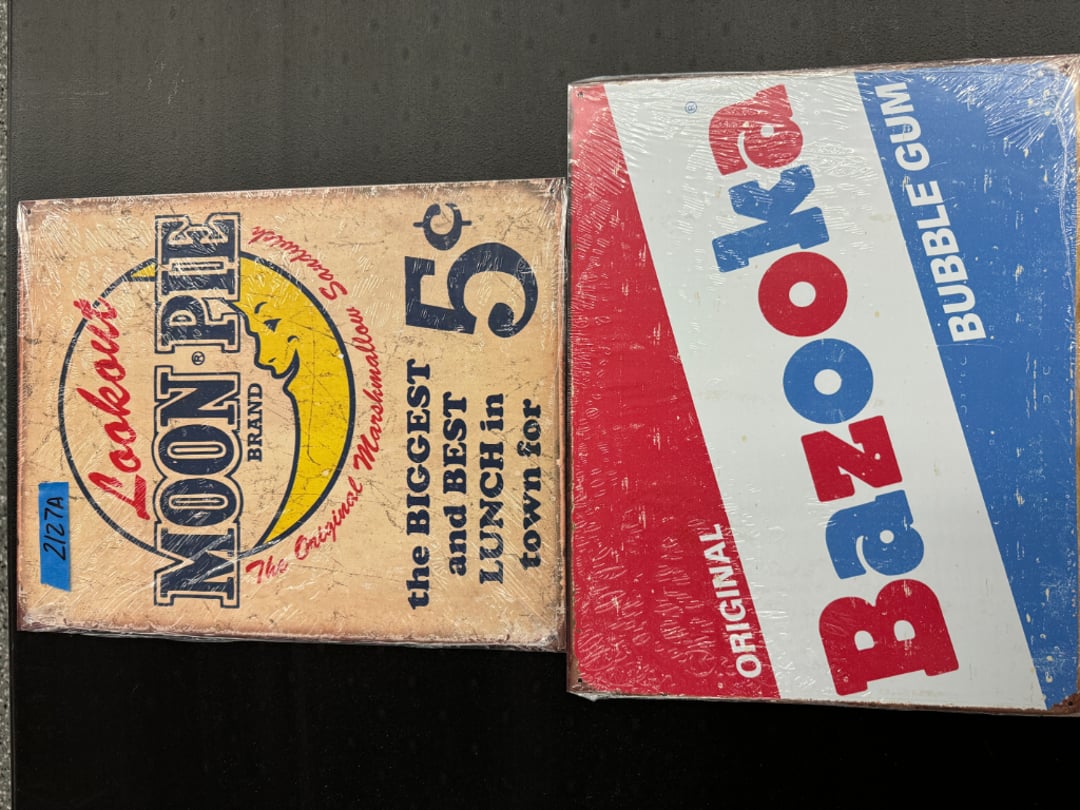 2127A
Lookout
MOON PIE®
BRAND
The Original Marshmallow Sandwich
the BIGGEST
and BEST
LUNCH in
town for
5¢
ORIGINAL
Bazooka®
BUBBLE GUM